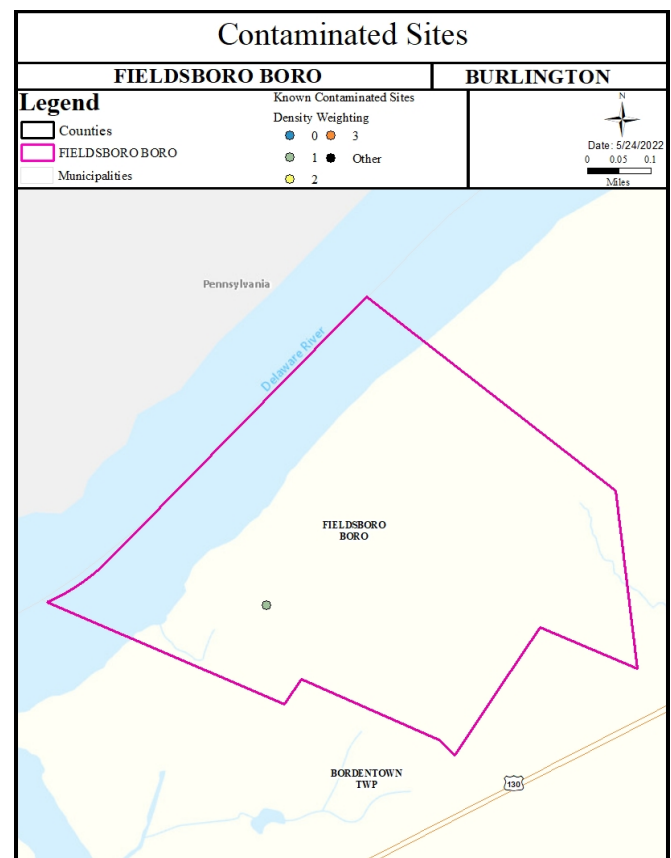 Contaminated Sites
FIELDSBORO BORO
BURLINGTON
Legend
Counties
FIELDSBORO BORO
Municipalities
Known Contaminated Sites
Density Weighting
0
3
1
Other
2
N
Date: 5/24/2022
0 0.05 0.1
Miles
Pennsylvania
Delaware River
FIELDSBORO
BORO
BORDENTOWN
TWP
130